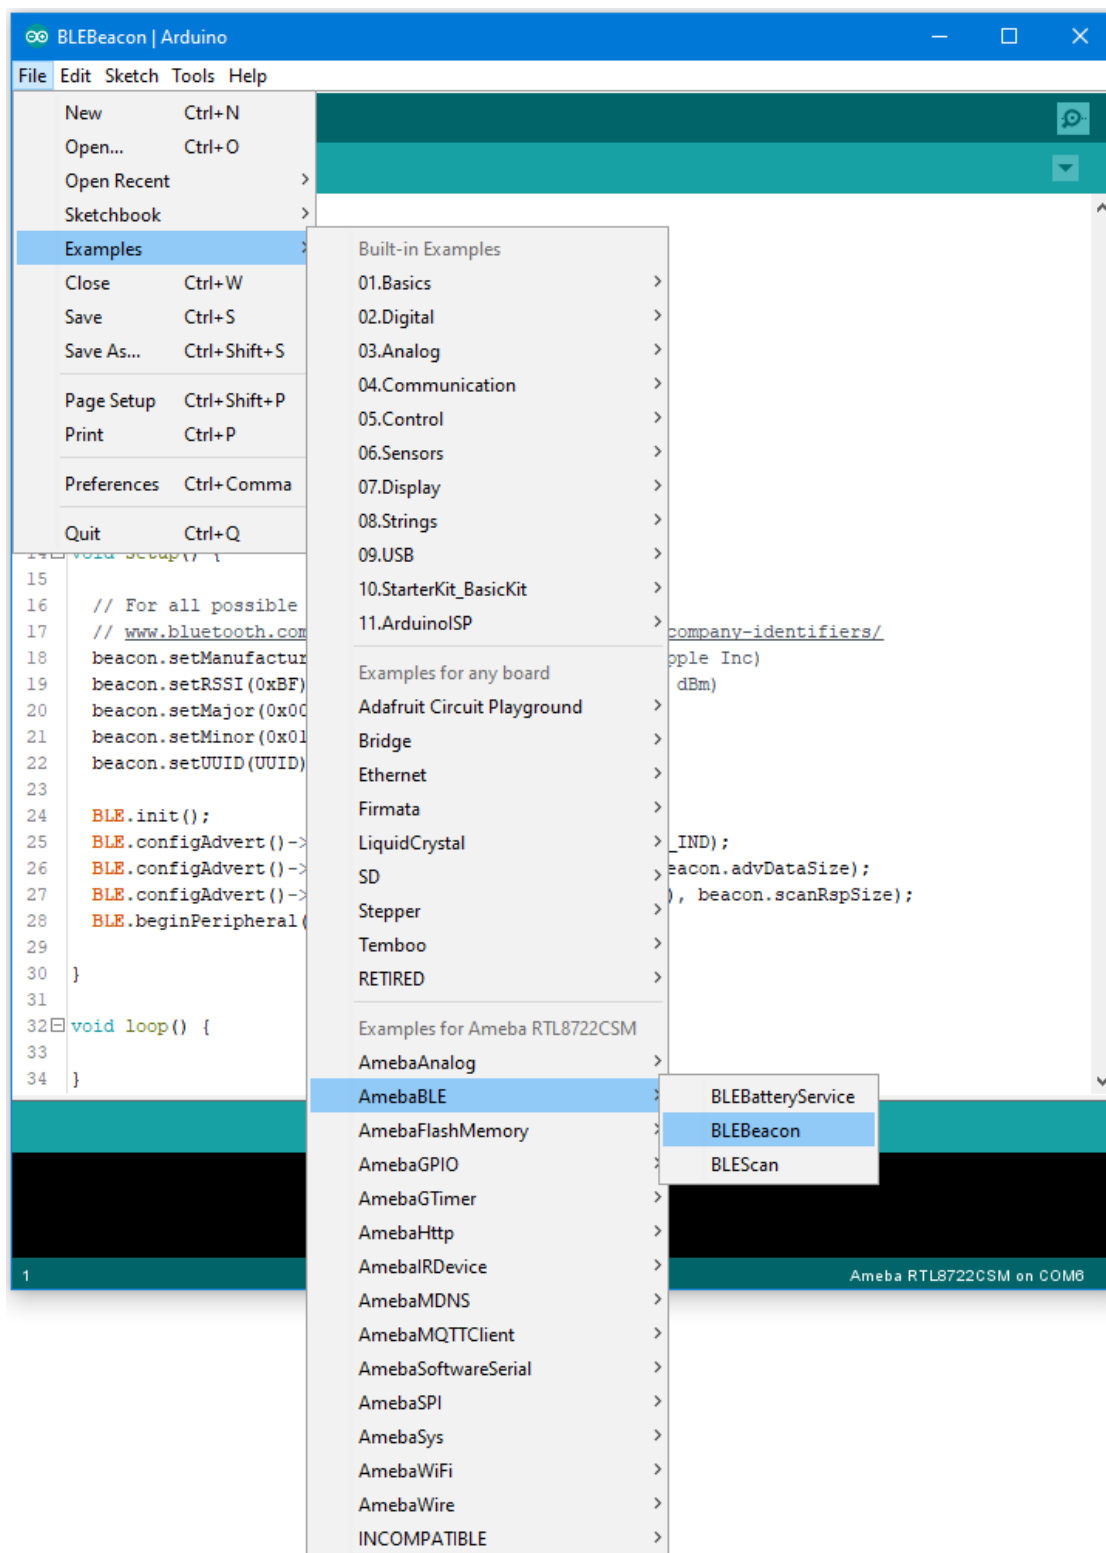 BLEBeacon | Arduino
File Edit Sketch Tools Help
New Ctrl+N
Open... Ctrl+O
Open Recent
Sketchbook
Examples
Close Ctrl+W
Save Ctrl+S
Save As... Ctrl+Shift+S
Page Setup Ctrl+Shift+P
Print Ctrl+P
Preferences Ctrl+Comma
Quit Ctrl+Q
Built-in Examples
01.Basics
02.Digital
03.Analog
04.Communication
05.Control
06.Sensors
07.Display
08.Strings
09.USB
10.StarterKit_BasicKit
11.ArduinoISP
Examples for any board
Adafruit Circuit Playground
Bridge
Ethernet
Firmata
LiquidCrystal
SD
Stepper
Temboo
RETIRED
Examples for Ameba RTL8722CSM
AmebaAnalog
AmebaBLE
AmebaFlashMemory
AmebaGPIO
AmebaGTimer
AmebaHttp
AmebaIRDevice
AmebaMDNS
AmebaMQTTClient
AmebaSoftwareSerial
AmebaSPI
AmebaSys
AmebaWiFi
AmebaWire
INCOMPATIBLE
BLEBatteryService
BLEBeacon
BLEScan
14 void setup() {
15
16 // For all possible
17 // www.bluetooth.com company-identifiers/
18 beacon.setManufactur pple Inc)
19 beacon.setRSSI(0xBF) dBm)
20 beacon.setMajor(0x00
21 beacon.setMinor(0x01
22 beacon.setUUID(UUID)
23
24 BLE.init();
25 BLE.configAdvert()-> _IND);
26 BLE.configAdvert()-> eacon.advDataSize);
27 BLE.configAdvert()-> ), beacon.scanRspSize);
28 BLE.beginPeripheral(
29
30 }
31
32 void loop() {
33
34 }
1 Ameba RTL8722CSM on COM6